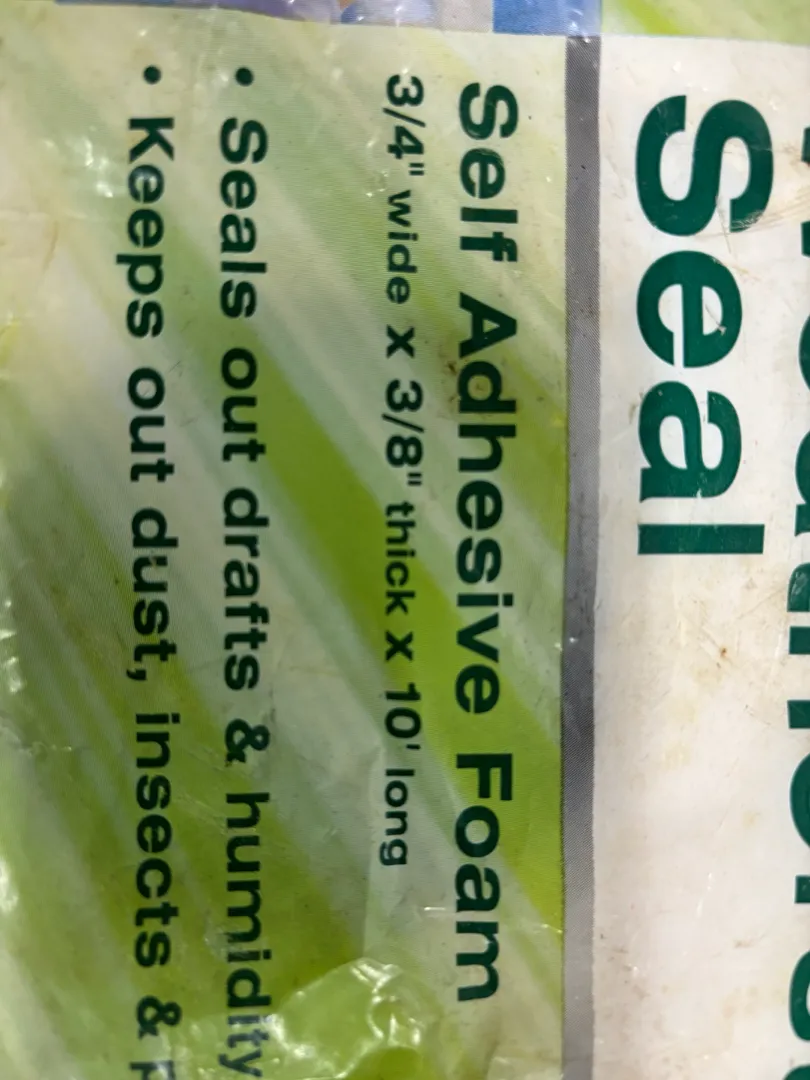 Seal
Self Adhesive Foam
3/4" wide x 3/8" thick x 10' long
• Seals out drafts & humidity
• Keeps out dust, insects &